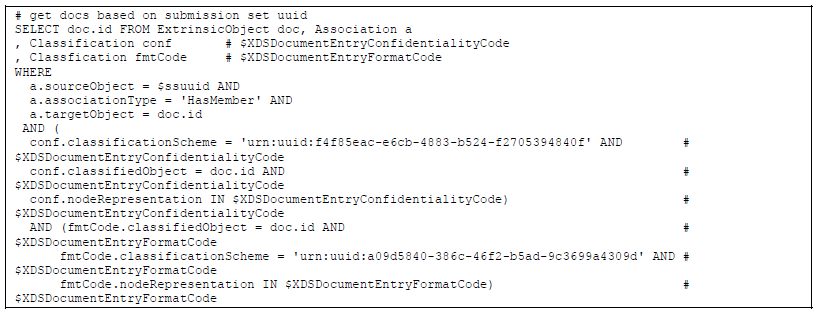 # get docs based on submission set uuid
SELECT doc.id FROM ExtrinsicObject doc, Association a
, Classification conf # $XDSDocumentEntryConfidentialityCode
, Classfication fmtCode # $XDSDocumentEntryFormatCode
WHERE
a.sourceObject = $ssuuid AND
a.associationType = 'HasMember' AND
a.targetObject = doc.id
AND (
conf.classificationScheme = 'urn:uuid:f4f85eac-e6cb-4883-b524-f2705394840f' AND #
$XDSDocumentEntryConfidentialityCode
conf.classifiedObject = doc.id AND #
$XDSDocumentEntryConfidentialityCode
conf.nodeRepresentation IN $XDSDocumentEntryConfidentialityCode) #
$XDSDocumentEntryConfidentialityCode
AND (fmtCode.classifiedObject = doc.id AND #
$XDSDocumentEntryFormatCode
fmtCode.classificationScheme = 'urn:uuid:a09d5840-386c-46f2-b5ad-9c3699a4309d' AND #
$XDSDocumentEntryFormatCode
fmtCode.nodeRepresentation IN $XDSDocumentEntryFormatCode) #
$XDSDocumentEntryFormatCode